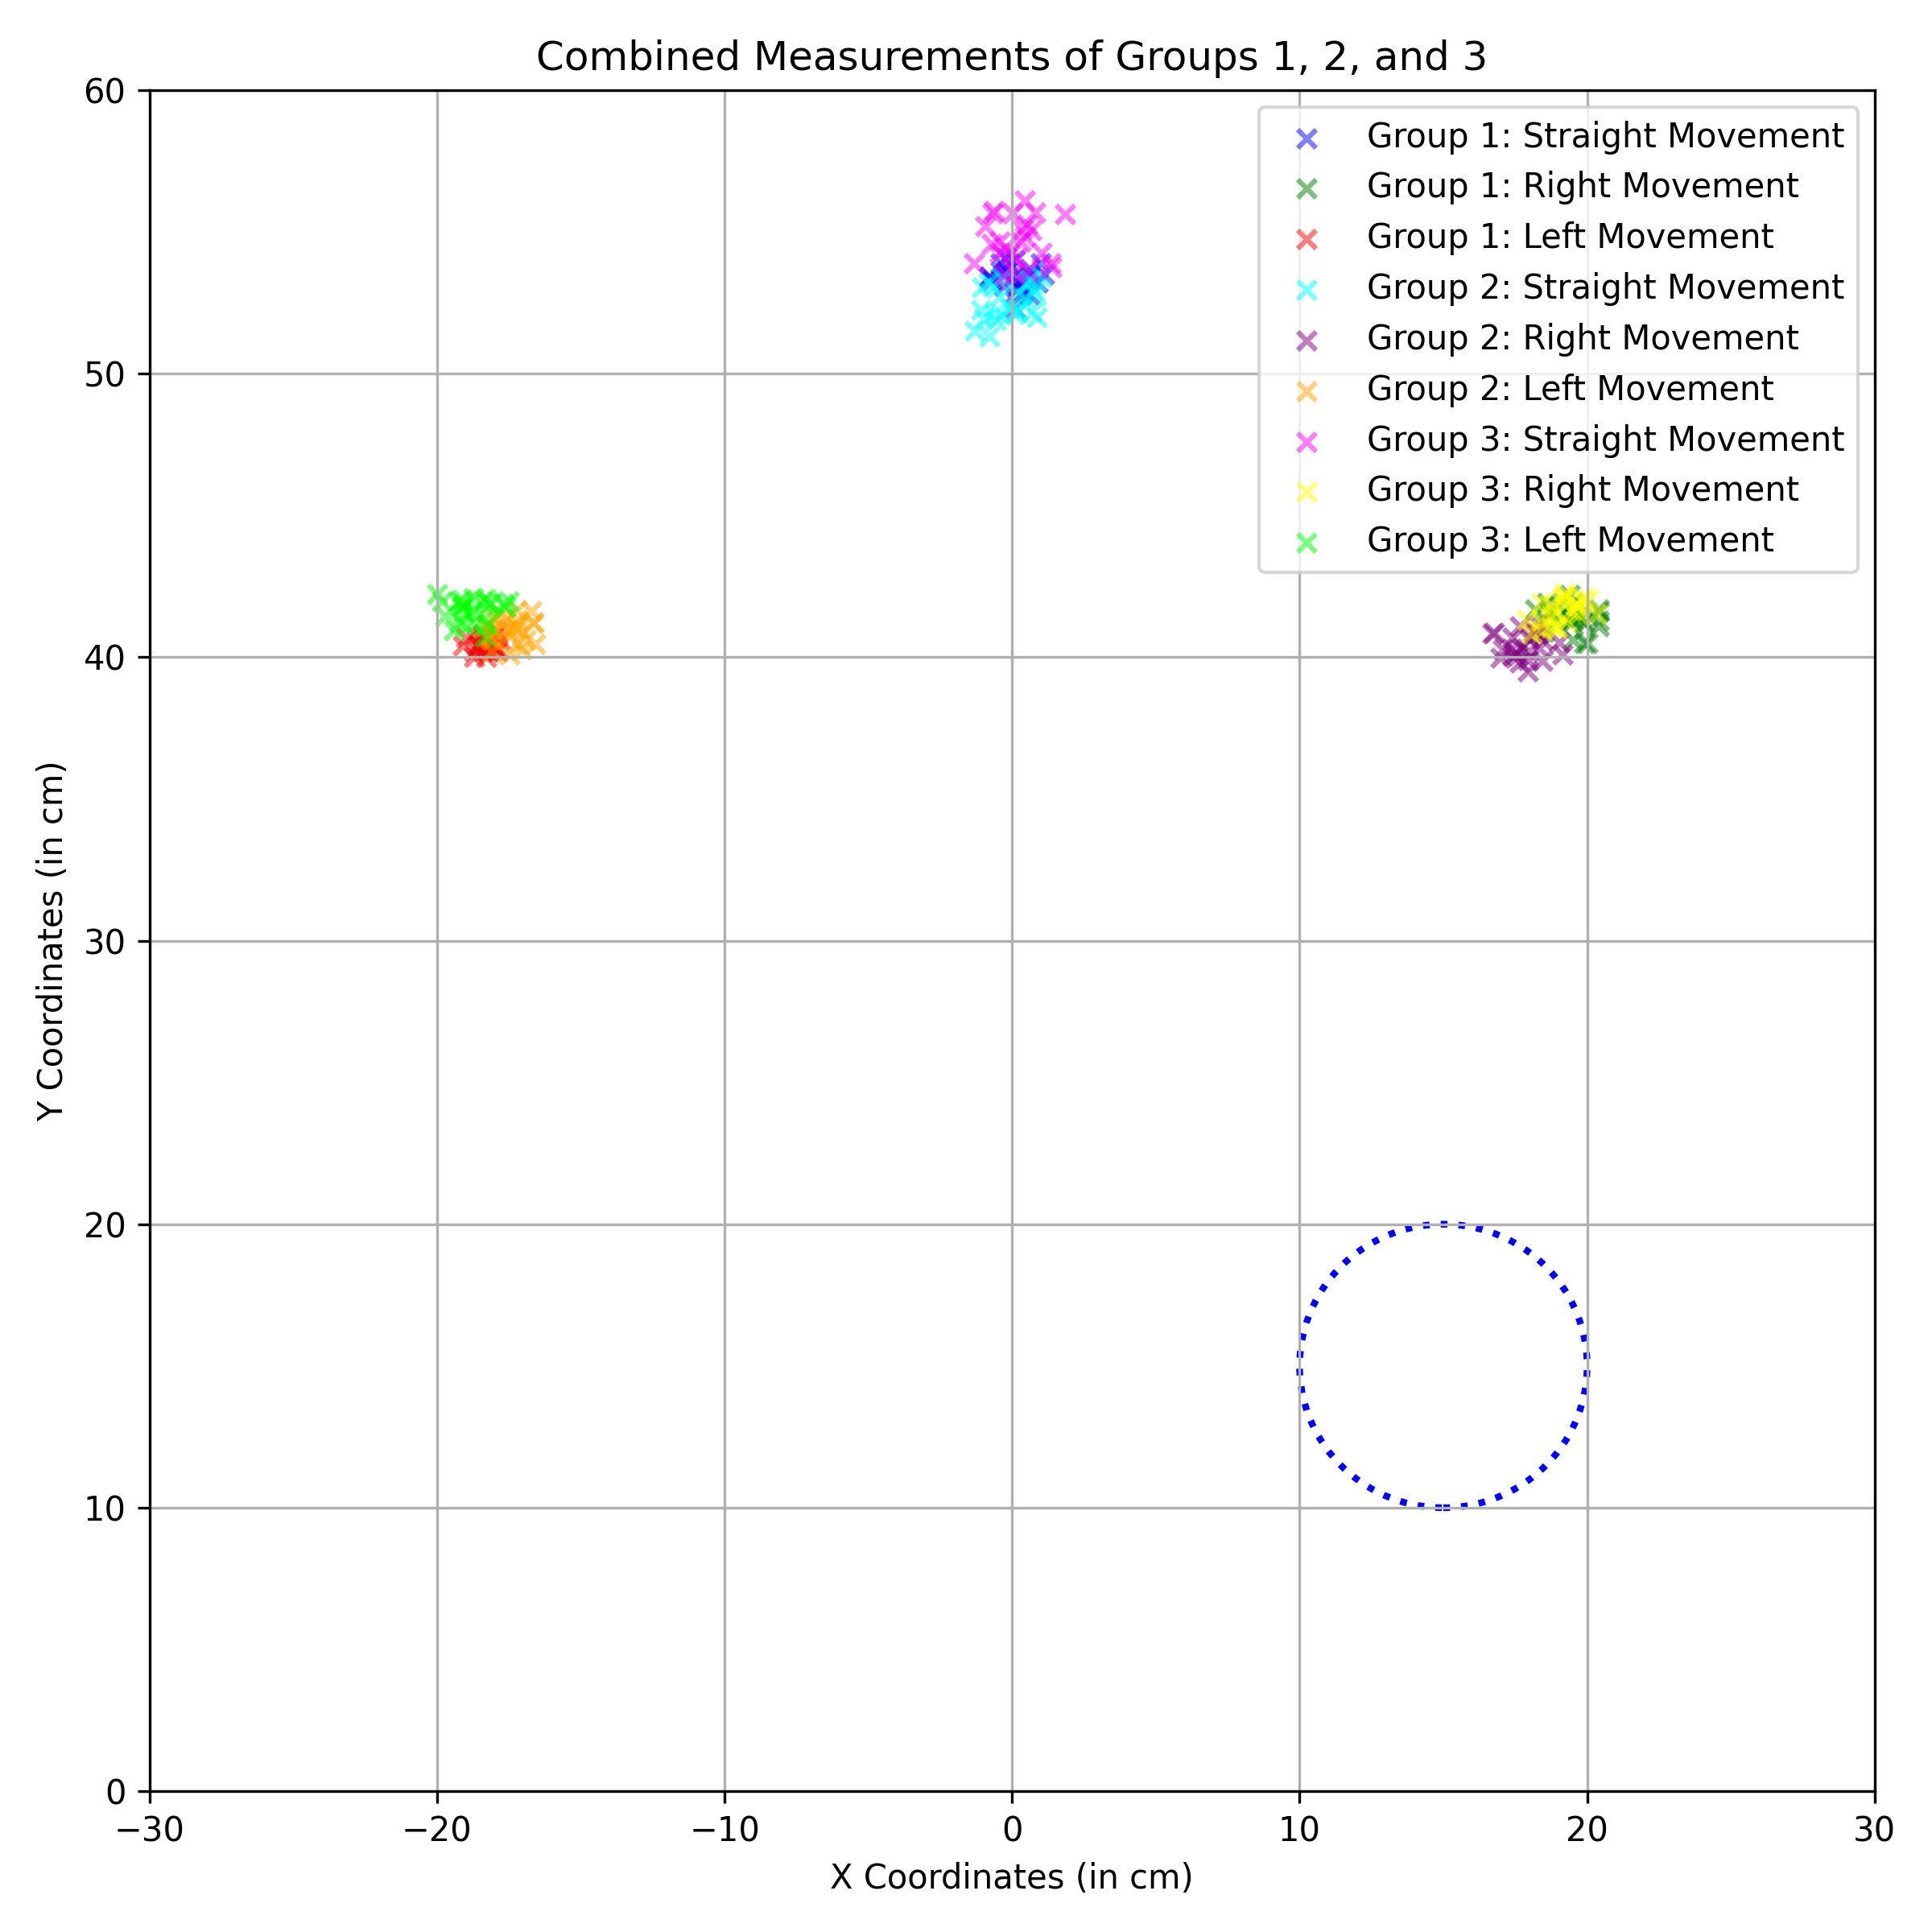 Combined Measurements of Groups 1, 2, and 3
60
50
40
30
20
10
0
Y Coordinates (in cm)
Group 1: Straight Movement
Group 1: Right Movement
Group 1: Left Movement
Group 2: Straight Movement
Group 2: Right Movement
Group 2: Left Movement
Group 3: Straight Movement
Group 3: Right Movement
Group 3: Left Movement
−30 −20 −10 0 10 20 30
X Coordinates (in cm)